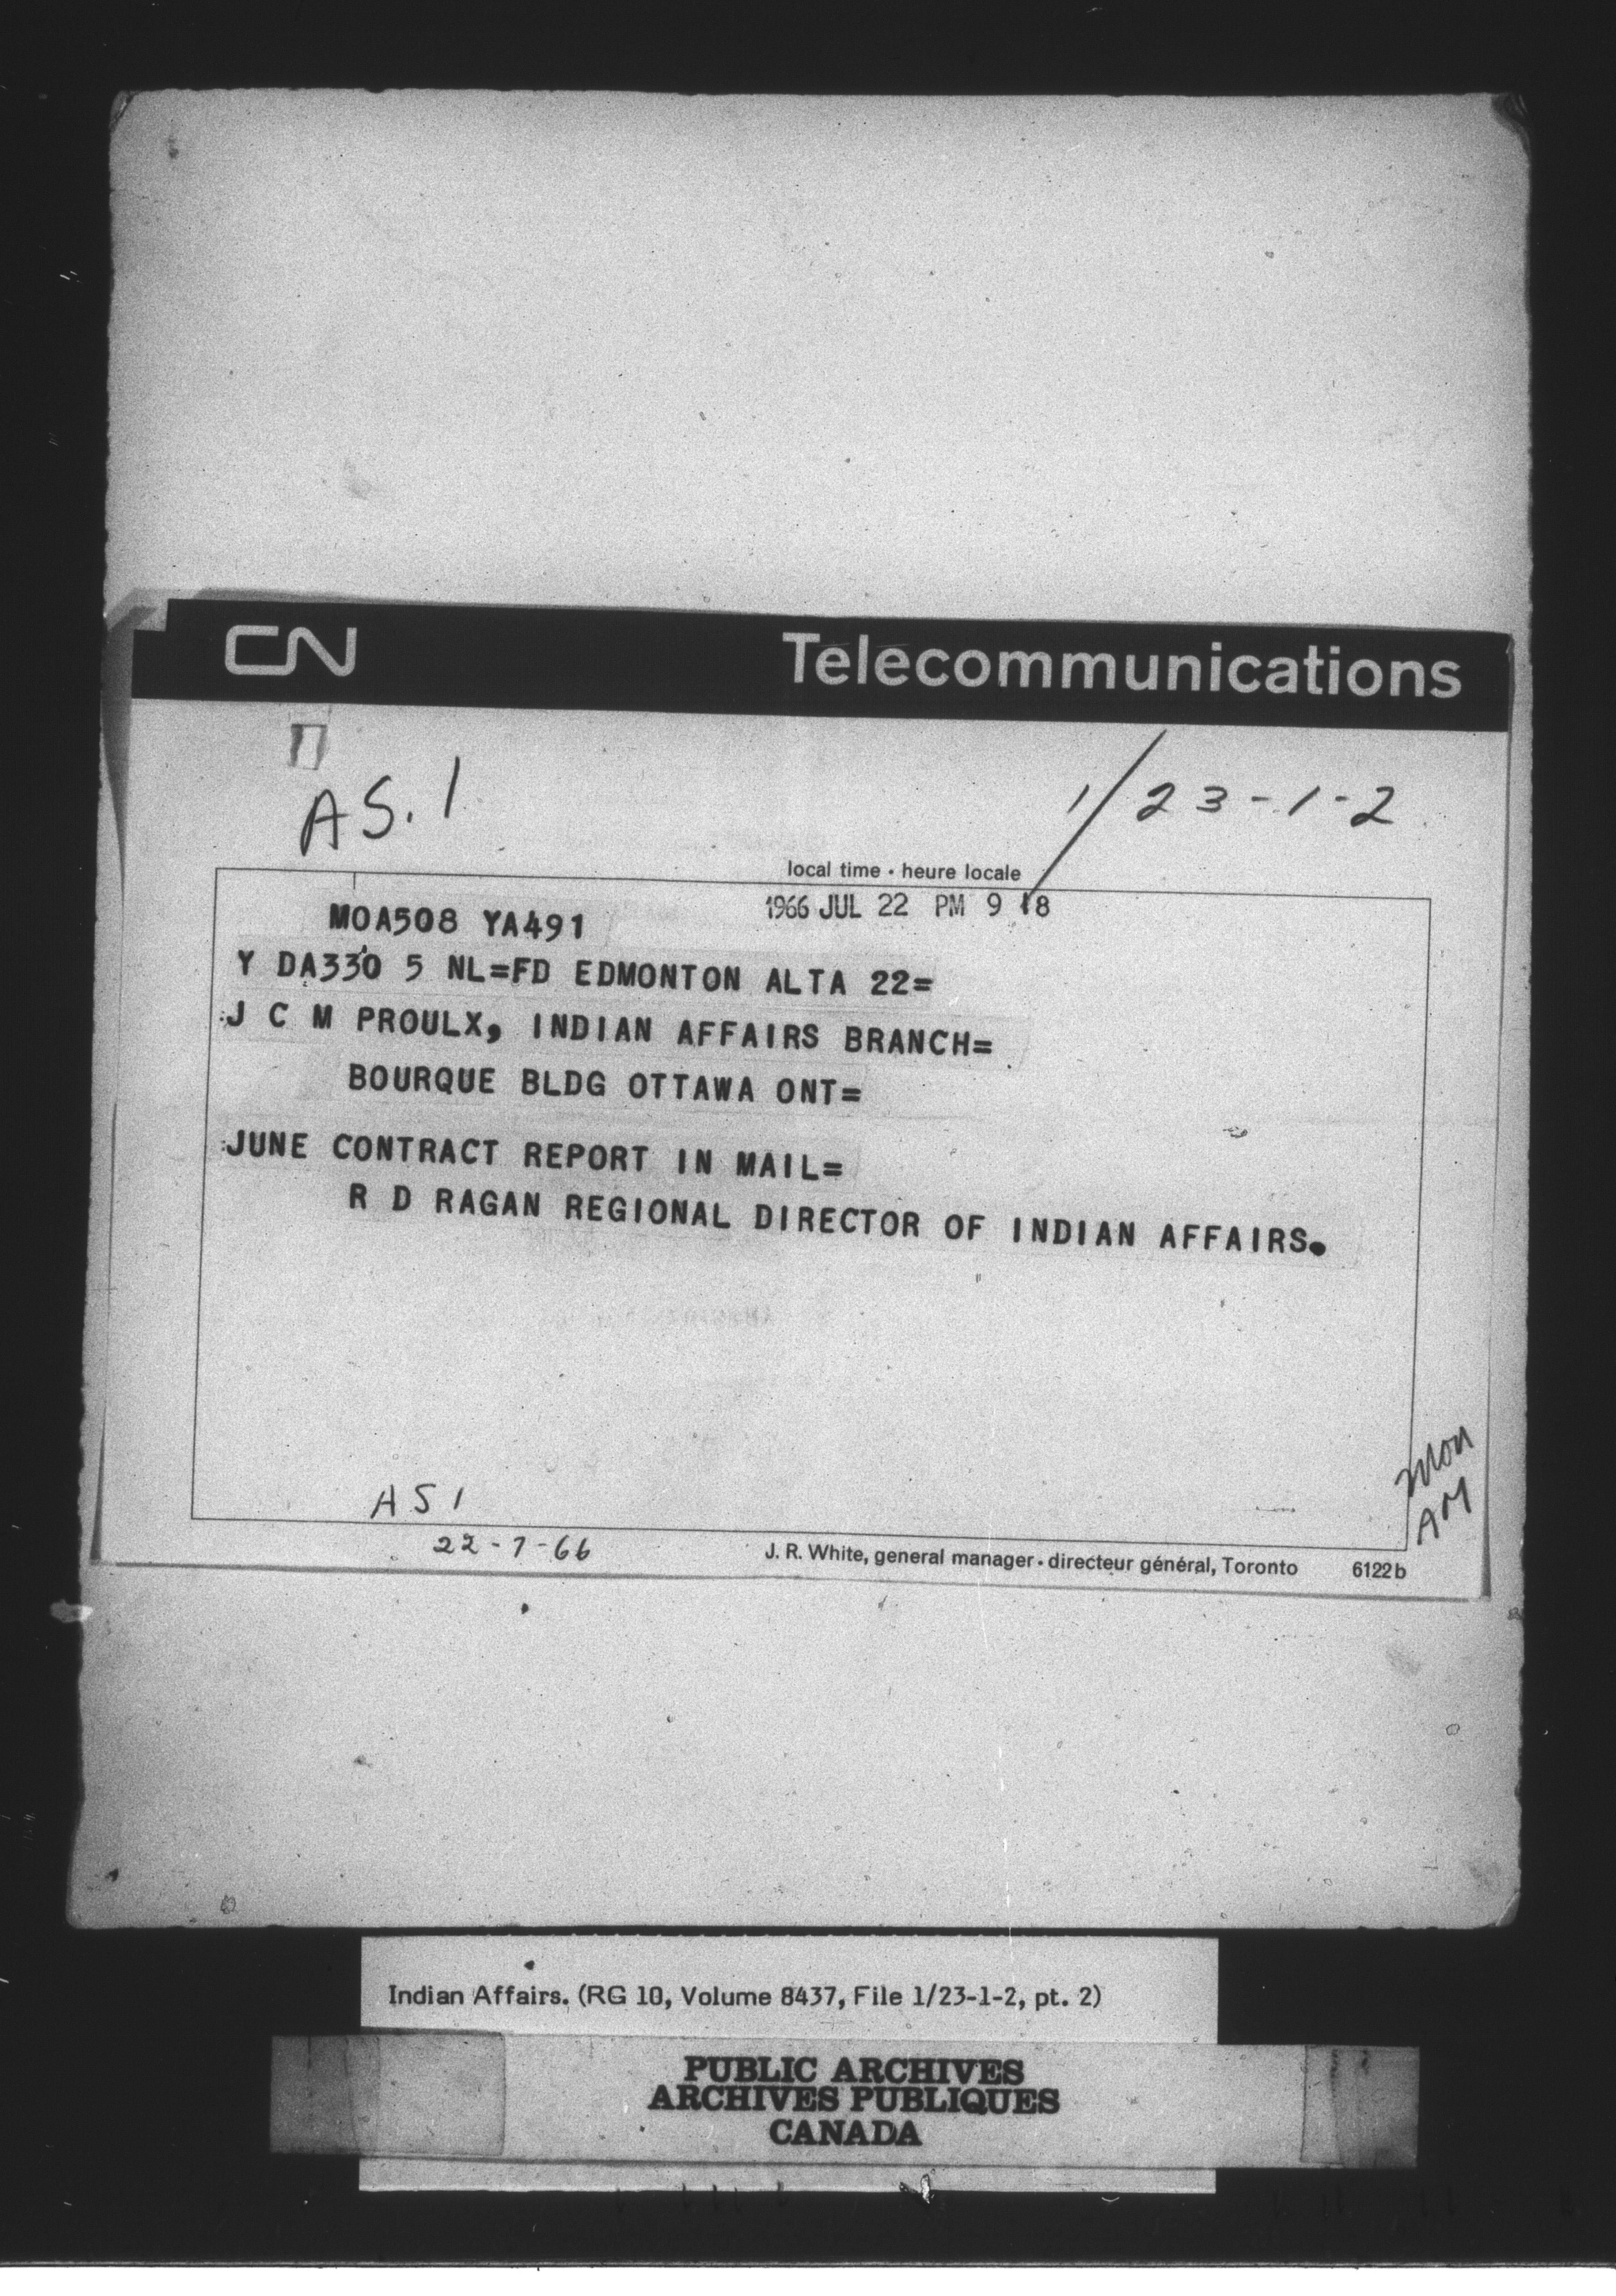 CN Telecommunications
AS. 1
1/23-1-2
local time • heure locale
1966 JUL 22 PM 9 18
MOA508 YA491
Y DA330 5 NL=FD EDMONTON ALTA 22=
:J C M PROULX, INDIAN AFFAIRS BRANCH=
BOURQUE BLDG OTTAWA ONT=
:JUNE CONTRACT REPORT IN MAIL=
R D RAGAN REGIONAL DIRECTOR OF INDIAN AFFAIRS.
Mon
AM
AS1
22-7-66
J. R. White, general manager • directeur général, Toronto 6122b
Indian Affairs. (RG 10, Volume 8437, File 1/23-1-2, pt. 2)
PUBLIC ARCHIVES
ARCHIVES PUBLIQUES
CANADA